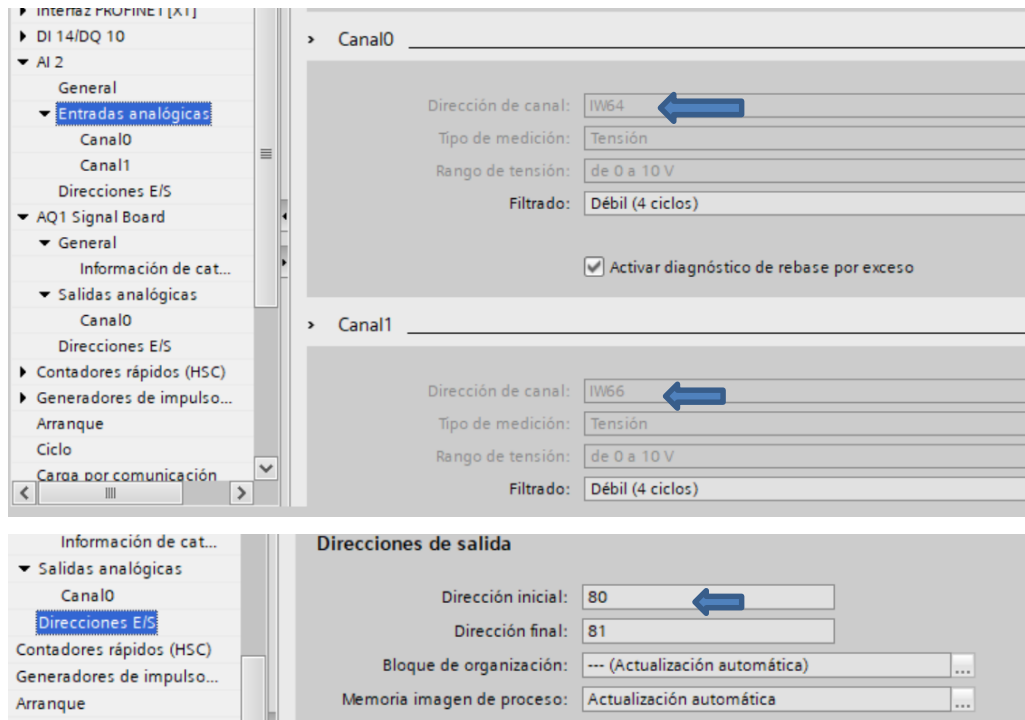 Interfaz PROFINET [X1]
DI 14/DQ 10
AI 2
General
Entradas analógicas
Canal0
Canal1
Direcciones E/S
AQ1 Signal Board
General
Información de cat...
Salidas analógicas
Canal0
Direcciones E/S
Contadores rápidos (HSC)
Generadores de impulso...
Arranque
Ciclo
Carga por comunicación
Canal0
Dirección de canal: IW64
Tipo de medición: Tensión
Rango de tensión: de 0 a 10 V
Filtrado: Débil (4 ciclos)
Activar diagnóstico de rebase por exceso
Canal1
Dirección de canal: IW66
Tipo de medición: Tensión
Rango de tensión: de 0 a 10 V
Filtrado: Débil (4 ciclos)
Información de cat...
Salidas analógicas
Canal0
Direcciones E/S
Contadores rápidos (HSC)
Generadores de impulso...
Arranque
Direcciones de salida
Dirección inicial: 80
Dirección final: 81
Bloque de organización: --- (Actualización automática) ...
Memoria imagen de proceso: Actualización automática ...